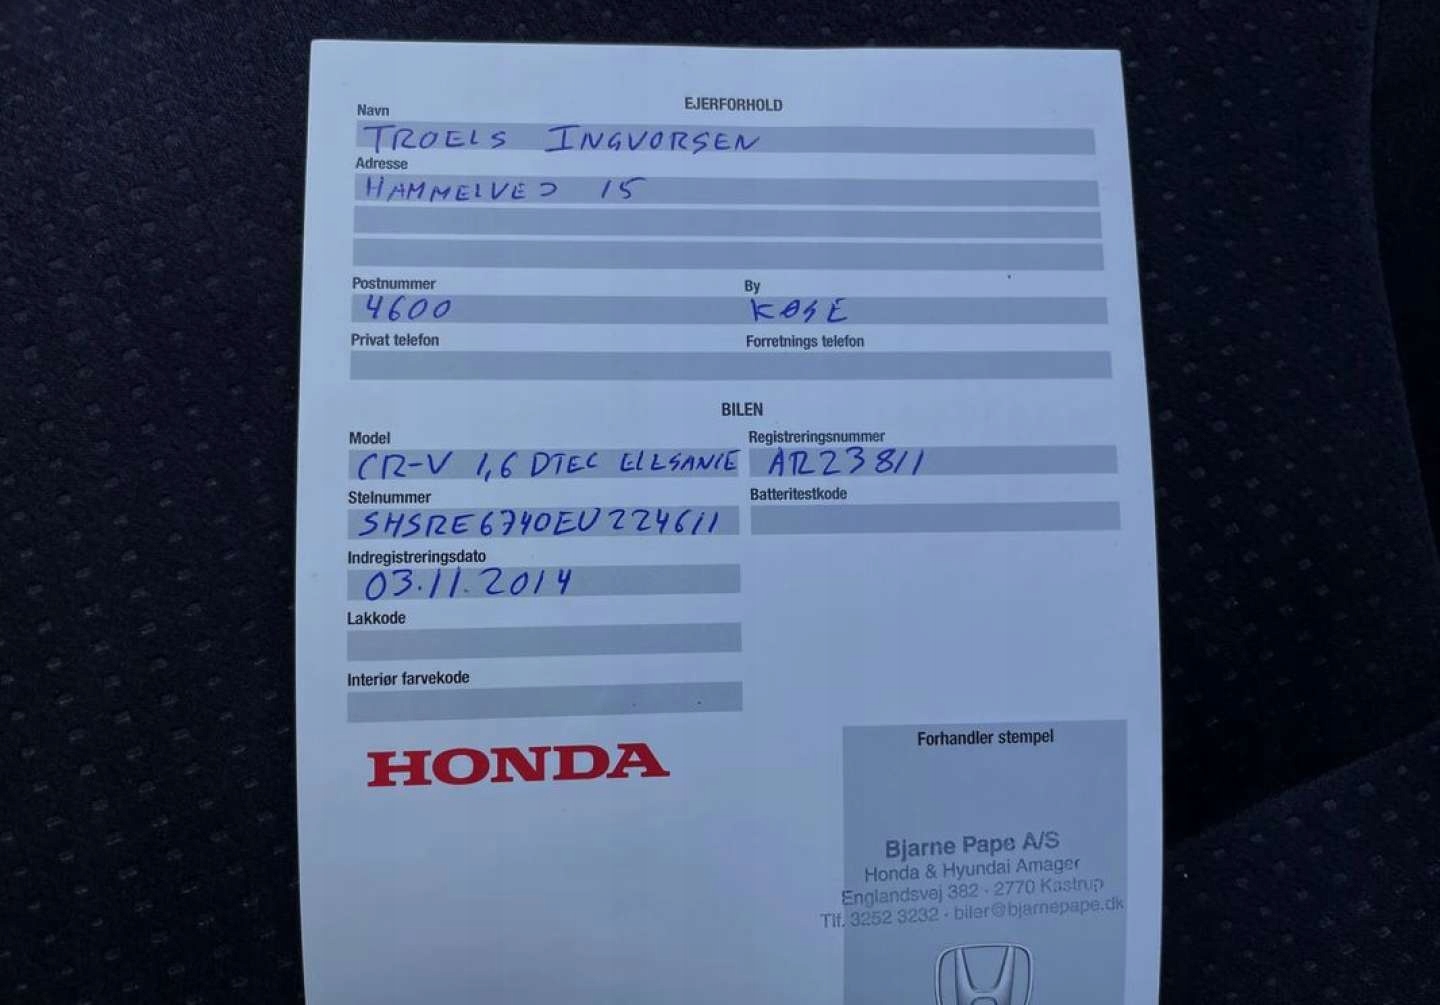 EJERFORHOLD
Navn
TROELS INGVORSEN
Adresse
HAMMELVED 15
Postnummer By
4600 KØGE
Privat telefon Forretnings telefon
BILEN
Model Registreringsnummer
CR-V 1,6 DTEC ELEGANCE AR23811
Stelnummer Batteritestkode
SHSRE6740EU224611
Indregistreringsdato
03.11.2014
Lakkode
Interiør farvekode
HONDA
Forhandler stempel
Bjarne Pape A/S
Honda & Hyundai Amager
Englandsvej 382 · 2770 Kastrup
Tlf. 3252 3232 · biler@bjarnepape.dk